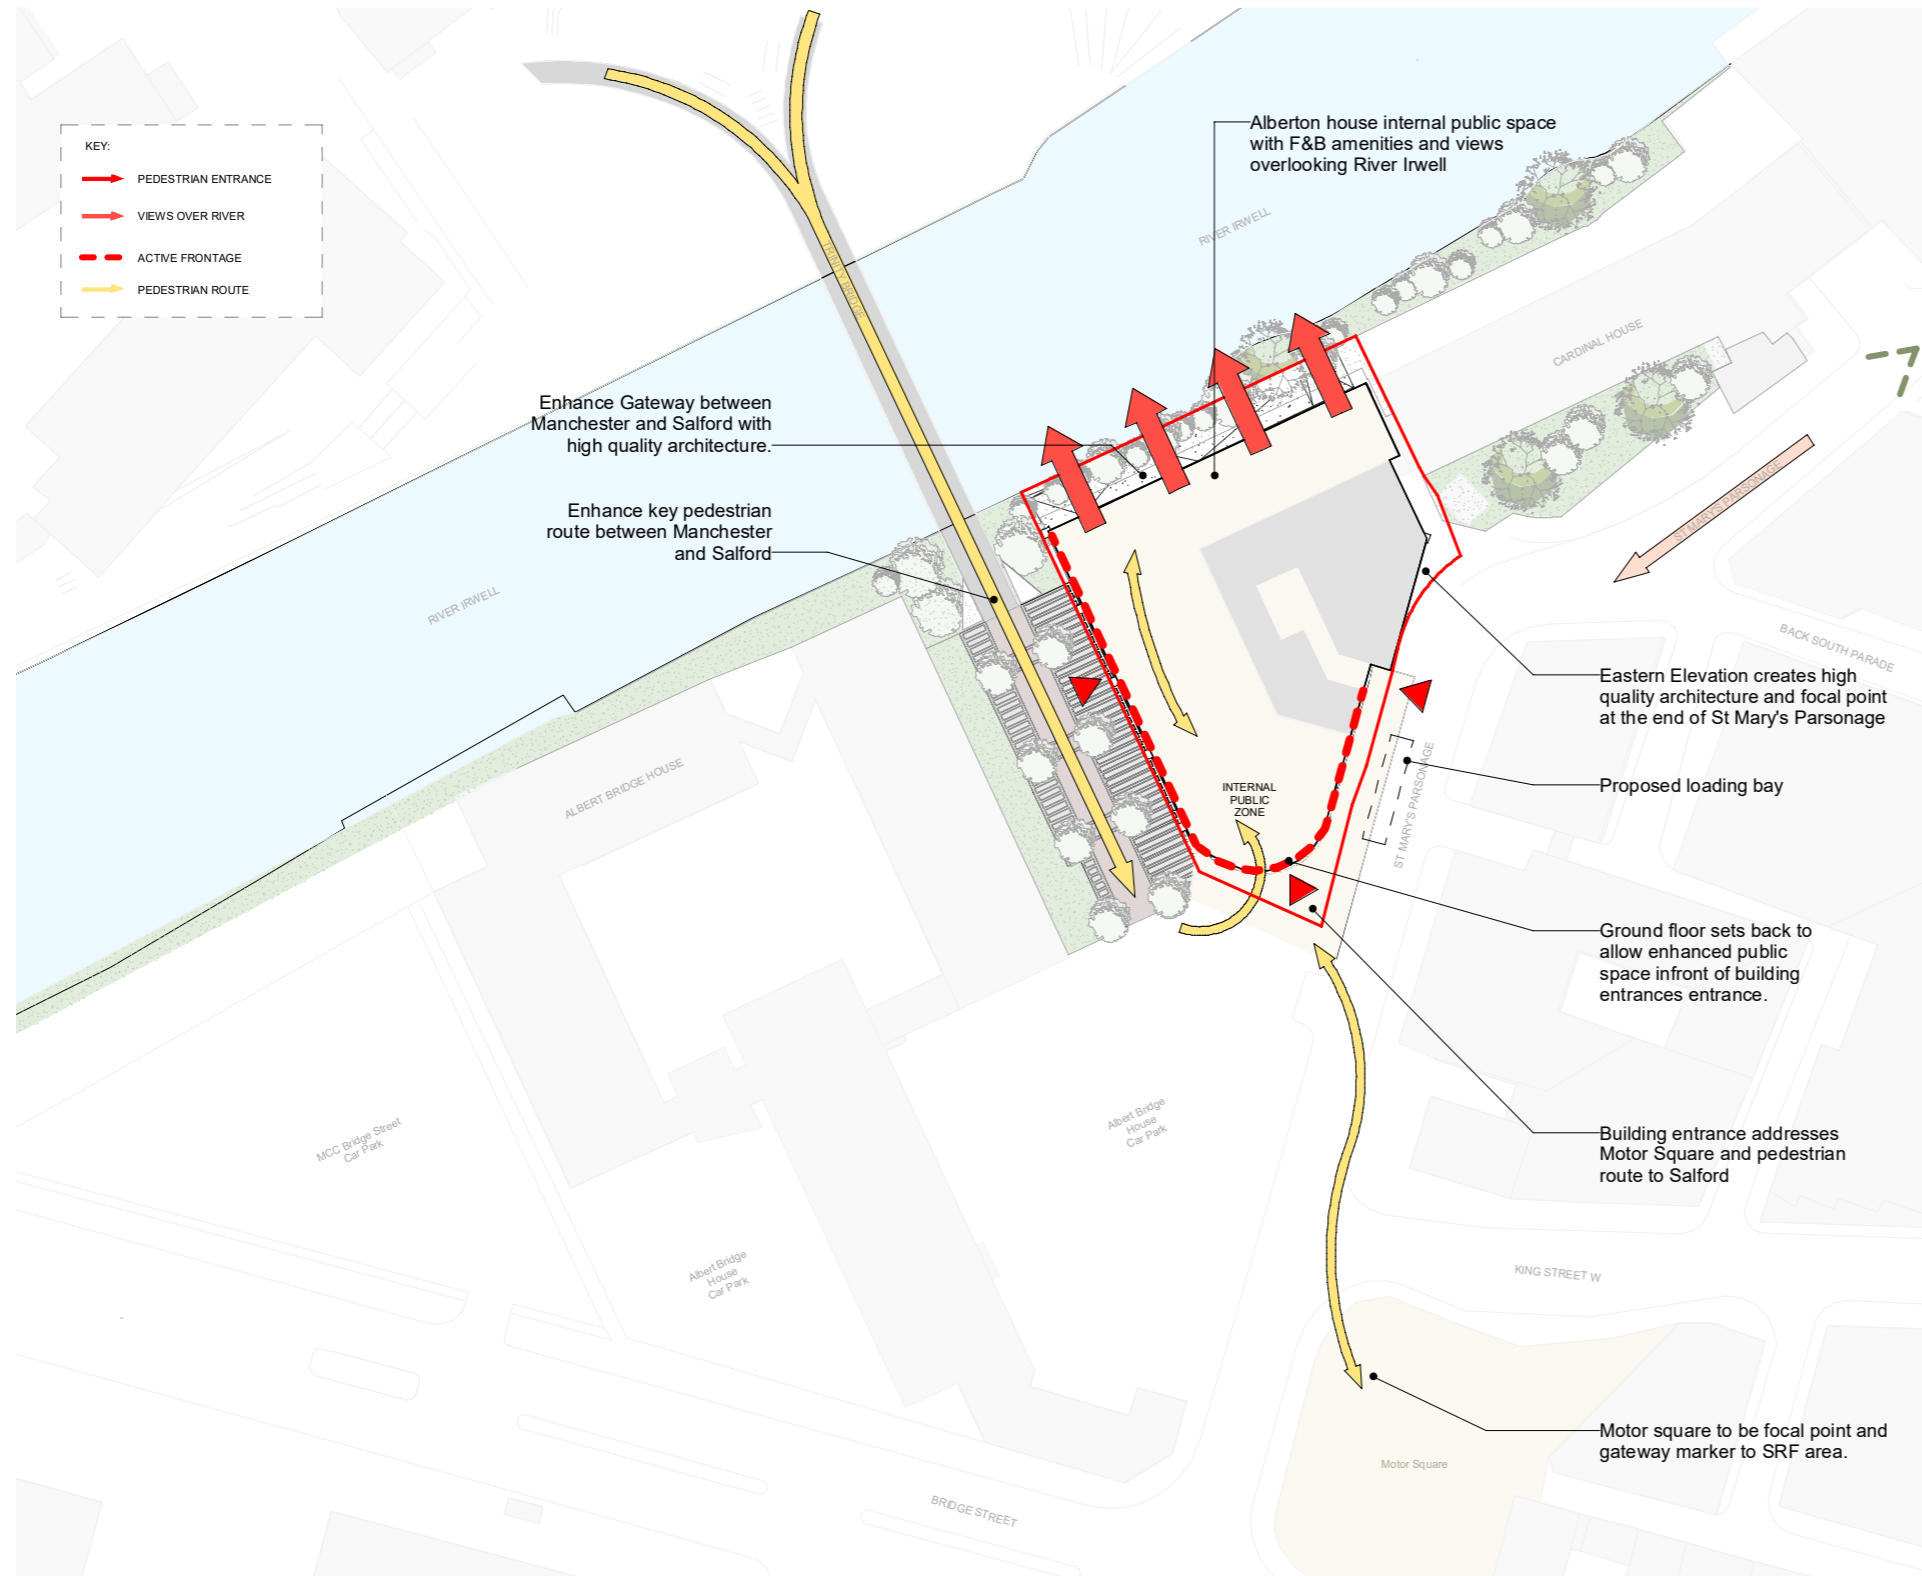 KEY:
PEDESTRIAN ENTRANCE
VIEWS OVER RIVER
ACTIVE FRONTAGE
PEDESTRIAN ROUTE
Alberton house internal public space
with F&B amenities and views
overlooking River Irwell
RIVER IRWELL
TRINITY BRIDGE
CARDINAL HOUSE
Enhance Gateway between
Manchester and Salford with
high quality architecture.
ST MARY'S PARSONAGE
Enhance key pedestrian
route between Manchester
and Salford
RIVER IRWELL
BACK SOUTH PARADE
Eastern Elevation creates high
quality architecture and focal point
at the end of St Mary's Parsonage
ALBERT BRIDGE HOUSE
INTERNAL
PUBLIC
ZONE
ST MARY'S PARSONAGE
Proposed loading bay
Ground floor sets back to
allow enhanced public
space infront of building
entrances entrance.
MCC Bridge Street
Car Park
Albert Bridge
House
Car Park
Building entrance addresses
Motor Square and pedestrian
route to Salford
Albert Bridge
House
Car Park
KING STREET W
Motor square to be focal point and
gateway marker to SRF area.
Motor Square
BRIDGE STREET